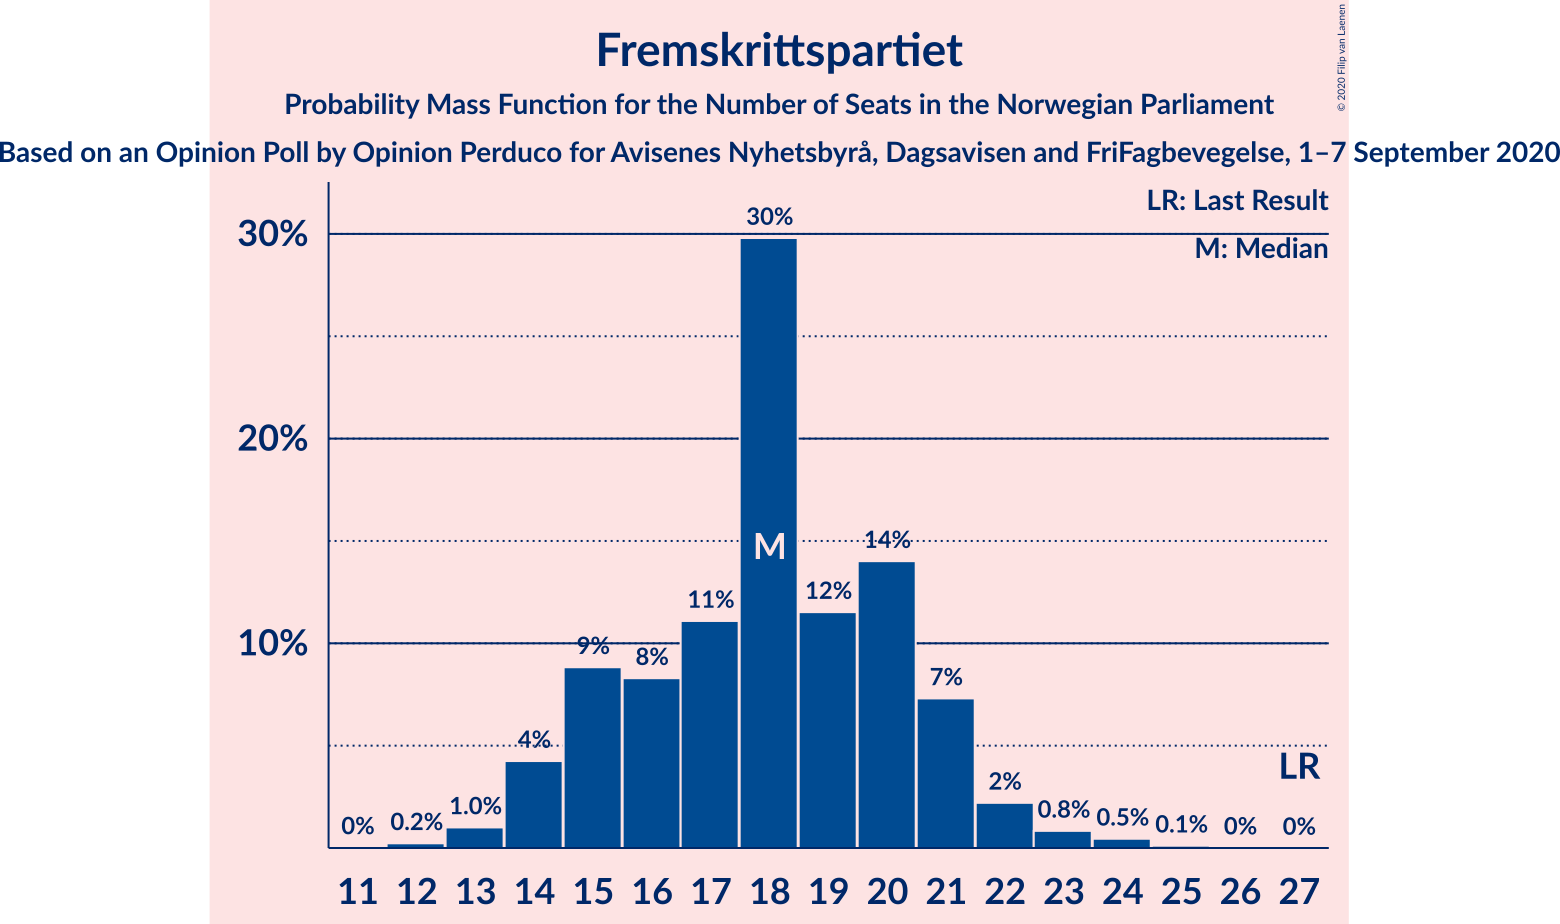 Fremskrittspartiet
Probability Mass Function for the Number of Seats in the Norwegian Parliament
Based on an Opinion Poll by Opinion Perduco for Avisenes Nyhetsbyrå, Dagsavisen and FriFagbevegelse, 1–7 September 2020
© 2020 Filip van Laenen
LR: Last Result
M: Median
30%
20%
10%
0% 0.2% 1.0% 4% 9% 8% 11% 30% 12% 14% 7% 2% 0.8% 0.5% 0.1% 0% 0%
M
LR
11 12 13 14 15 16 17 18 19 20 21 22 23 24 25 26 27